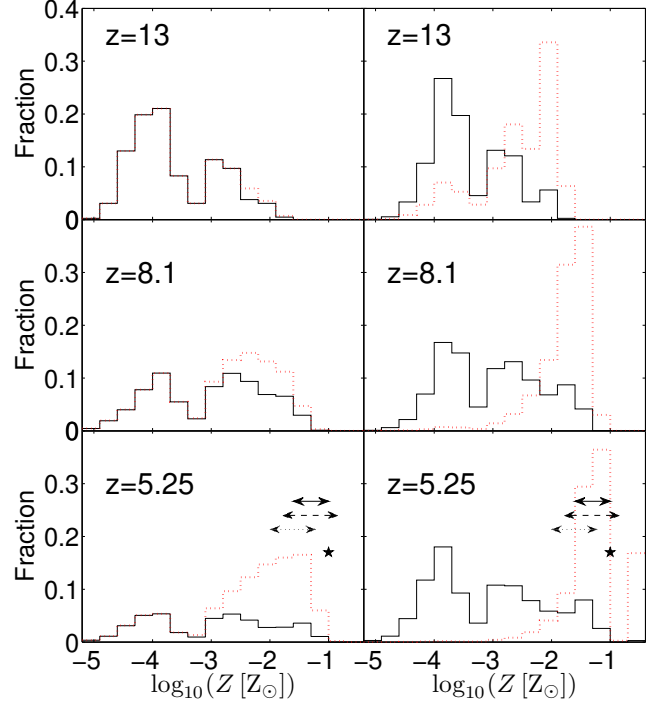 0.4
z=13
z=13
0.3
Fraction
0.2
0.1
0
z=8.1
z=8.1
0.3
Fraction
0.2
0.1
0
z=5.25
z=5.25
0.3
Fraction
0.2
0.1
0
−5 −4 −3 −2 −1 −5 −4 −3 −2 −1
log₁₀(Z [Z⊙]) log₁₀(Z [Z⊙])